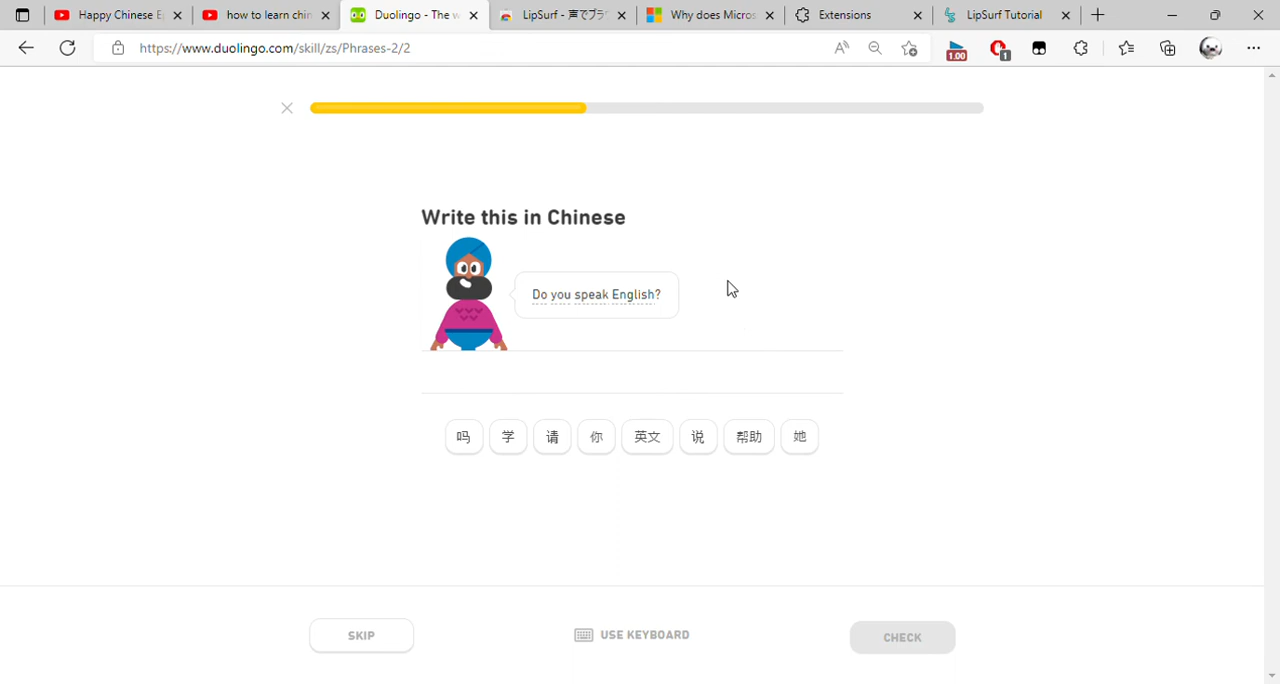 Happy Chinese E
how to learn chin
Duolingo - The w
LipSurf - 声でブラ
Why does Micros
Extensions
LipSurf Tutorial
https://www.duolingo.com/skill/zs/Phrases-2/2
1.00
1
Write this in Chinese
Do you speak English?
吗 学 请 你 英文 说 帮助 她
SKIP
USE KEYBOARD
CHECK